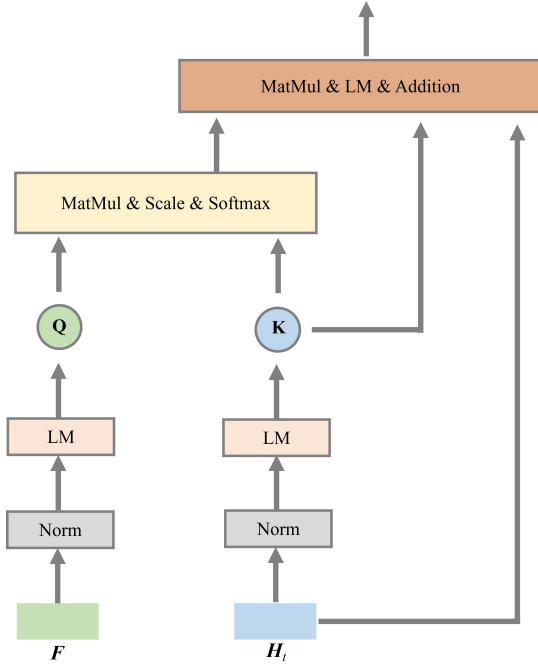 MatMul & LM & Addition
MatMul & Scale & Softmax
Q
K
LM
LM
Norm
Norm
F
Hₜ